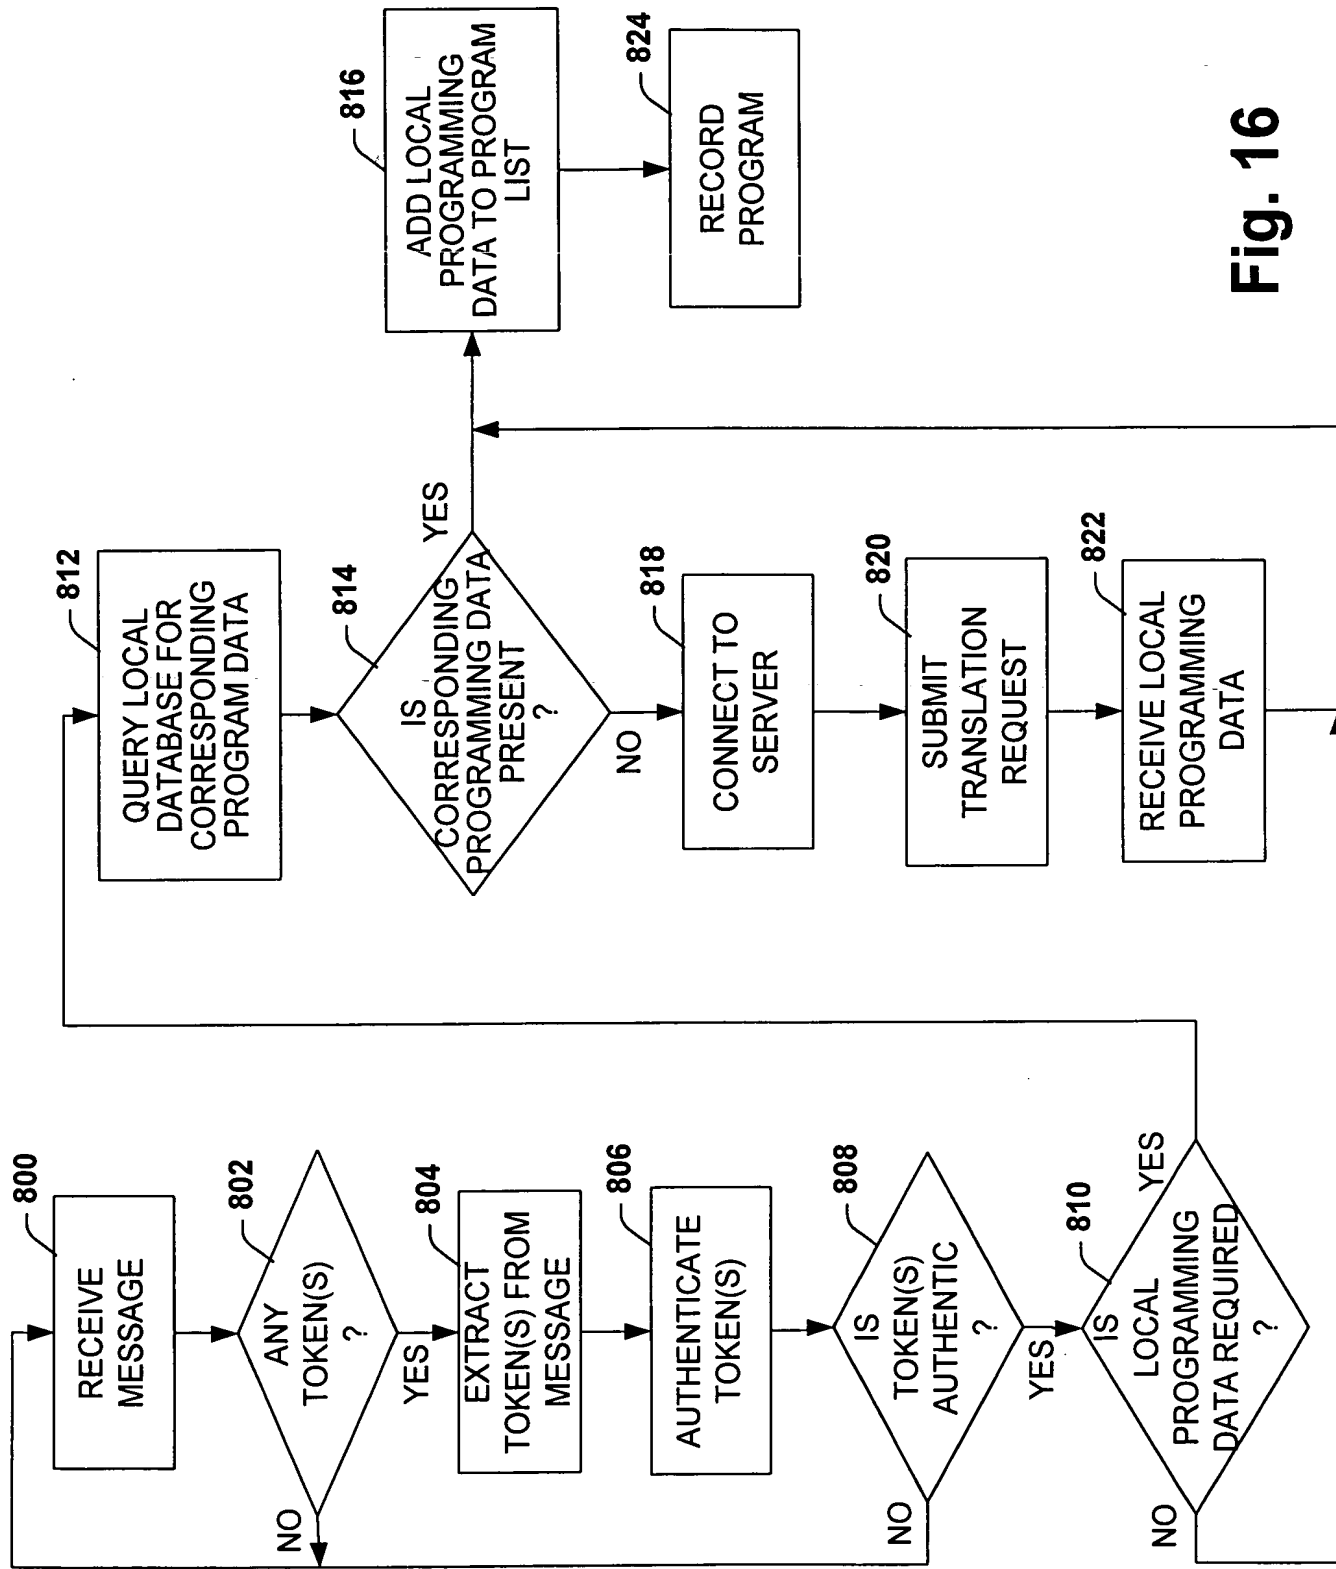 800
RECEIVE
MESSAGE
802
ANY
TOKEN(S)
?
NO
YES
804
EXTRACT
TOKEN(S) FROM
MESSAGE
806
AUTHENTICATE
TOKEN(S)
808
IS
TOKEN(S)
AUTHENTIC
?
NO
YES
810
IS
LOCAL
PROGRAMMING
DATA REQUIRED
?
NO
YES
812
QUERY LOCAL
DATABASE FOR
CORRESPONDING
PROGRAM DATA
814
IS
CORRESPONDING
PROGRAMMING DATA
PRESENT
?
YES
NO
818
CONNECT TO
SERVER
820
SUBMIT
TRANSLATION
REQUEST
822
RECEIVE LOCAL
PROGRAMMING
DATA
816
ADD LOCAL
PROGRAMMING
DATA TO PROGRAM
LIST
824
RECORD
PROGRAM
Fig. 16